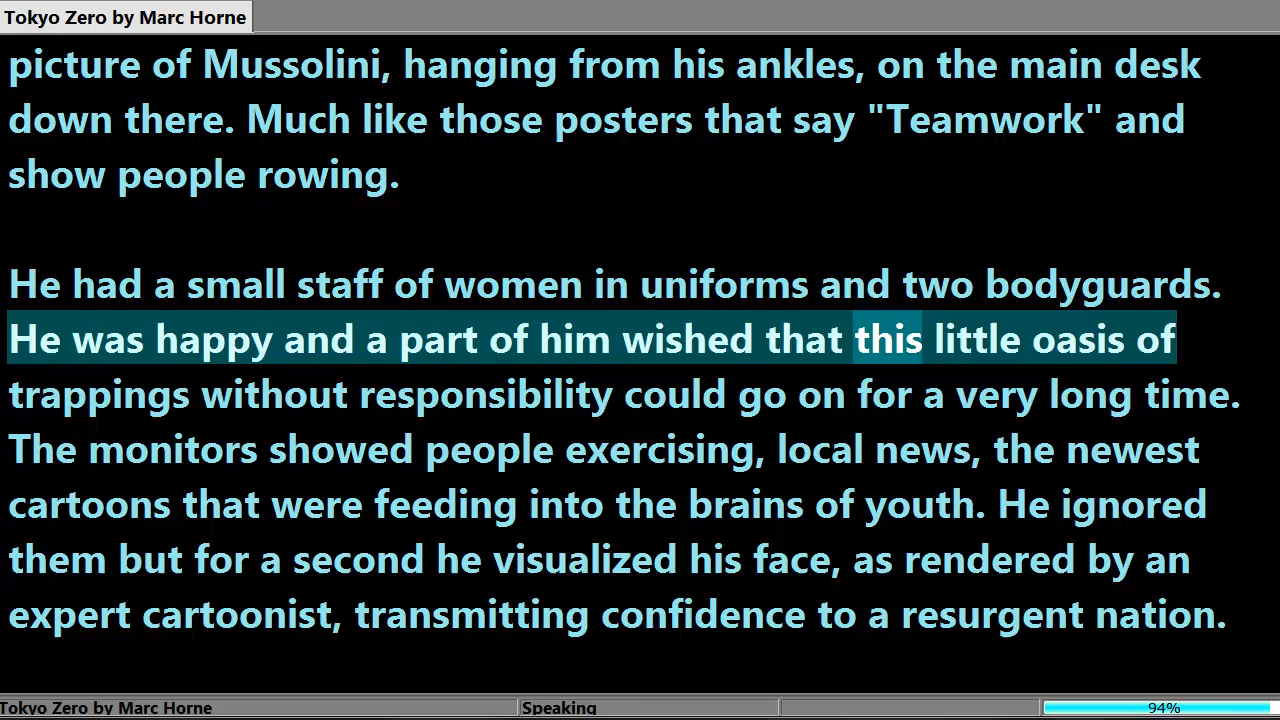 Tokyo Zero by Marc Horne
picture of Mussolini, hanging from his ankles, on the main desk
down there. Much like those posters that say "Teamwork" and
show people rowing.
He had a small staff of women in uniforms and two bodyguards.
He was happy and a part of him wished that this little oasis of
trappings without responsibility could go on for a very long time.
The monitors showed people exercising, local news, the newest
cartoons that were feeding into the brains of youth. He ignored
them but for a second he visualized his face, as rendered by an
expert cartoonist, transmitting confidence to a resurgent nation.
Tokyo Zero by Marc Horne Speaking 94%